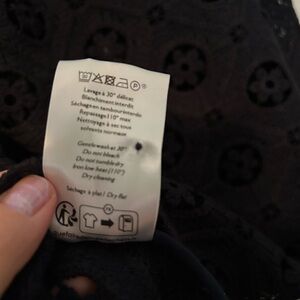 Lavage à 30° délicat
Blanchiment interdit
Séchage en tambour interdit
Repassage 110° max
Nettoyage à sec tous
solvants normaux
Gentle wash at 30°
Do not bleach
Do not tumble dry
Iron low heat (110°)
Dry cleaning
Séchage à plat / Dry flat
FR